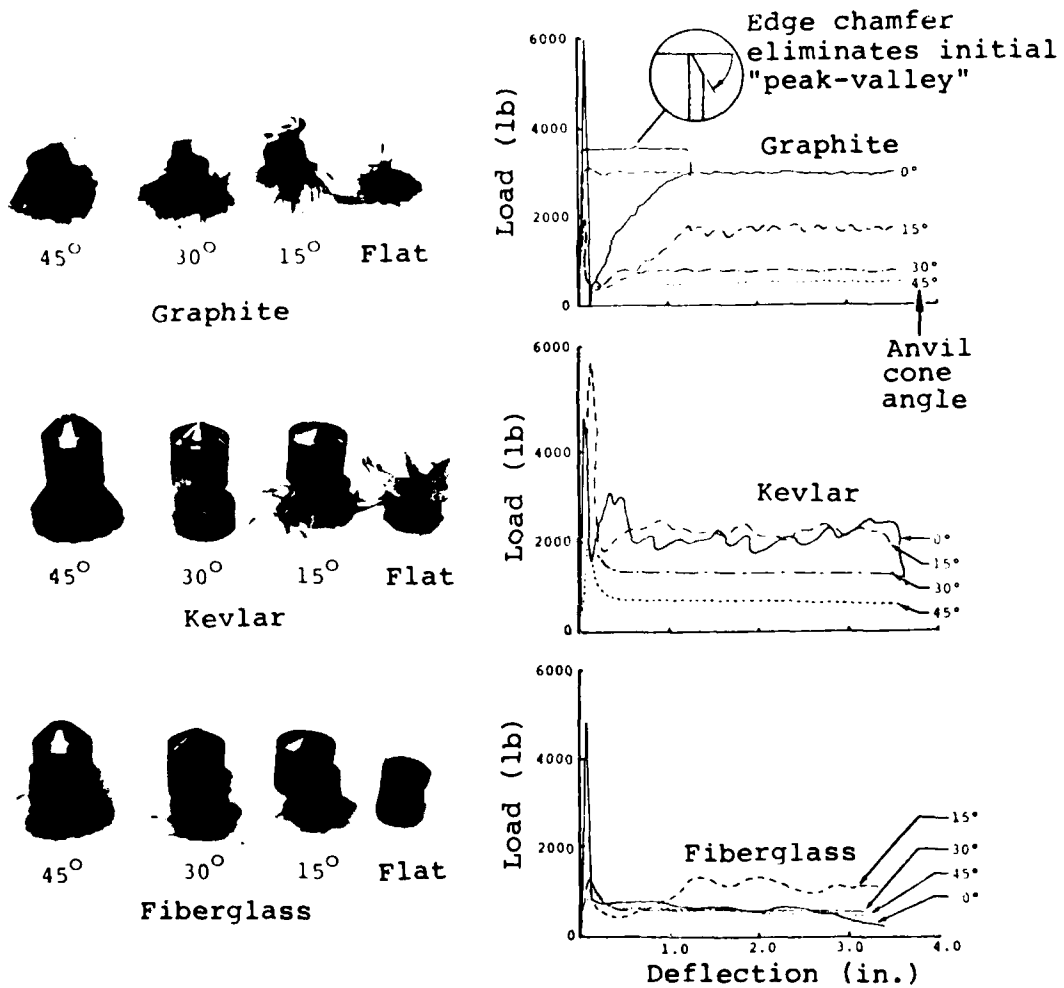 45° 30° 15° Flat
Graphite
45° 30° 15° Flat
Kevlar
45° 30° 15° Flat
Fiberglass
Edge chamfer
eliminates initial
"peak-valley"
6000
4000
2000
0
Load (lb)
Graphite
0°
15°
30°
45°
Anvil
cone
angle
6000
4000
2000
0
Load (lb)
Kevlar
0°
15°
30°
45°
6000
4000
2000
0
Load (lb)
Fiberglass
15°
30°
45°
0°
1.0 2.0 3.0 4.0
Deflection (in.)